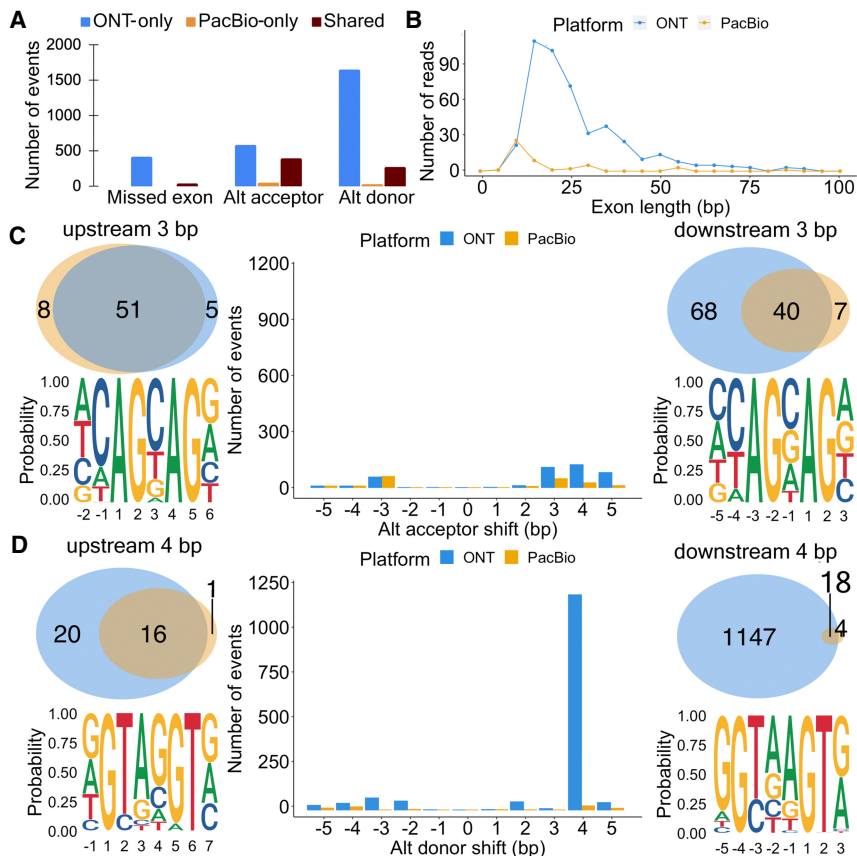 A
ONT-only PacBio-only Shared
Number of events
2000
1500
1000
500
0
Missed exon Alt acceptor Alt donor
B
Platform ONT PacBio
Number of reads
90
60
30
0
0 25 50 75 100
Exon length (bp)
C
upstream 3 bp
8 51 5
Probability
1.00
0.75
0.50
0.25
0.00
A C A G C A G G
T A T A
C T G C
G A T
-2 -1 1 2 3 4 5 6
Platform ONT PacBio
Number of events
1200
900
600
300
0
-5 -4 -3 -2 -1 0 1 2 3 4 5
Alt acceptor shift (bp)
downstream 3 bp
68 40 7
Probability
1.00
0.75
0.50
0.25
0.00
C C A G C A G A
A T G G
T A A T
G T C
-5 -4 -3 -2 -1 1 2 3
D
upstream 4 bp
20 16 1
Probability
1.00
0.75
0.50
0.25
0.00
G G T A G G T G
A C G C A
T C A C
C T T
-1 1 2 3 4 5 6 7
Platform ONT PacBio
Number of events
1250
1000
750
500
250
0
-5 -4 -3 -2 -1 0 1 2 3 4 5
Alt donor shift (bp)
downstream 4 bp
1147 18 4
Probability
1.00
0.75
0.50
0.25
0.00
G G T A A G T G
A C G G A
T C A
C T T
-5 -4 -3 -2 -1 1 2 3